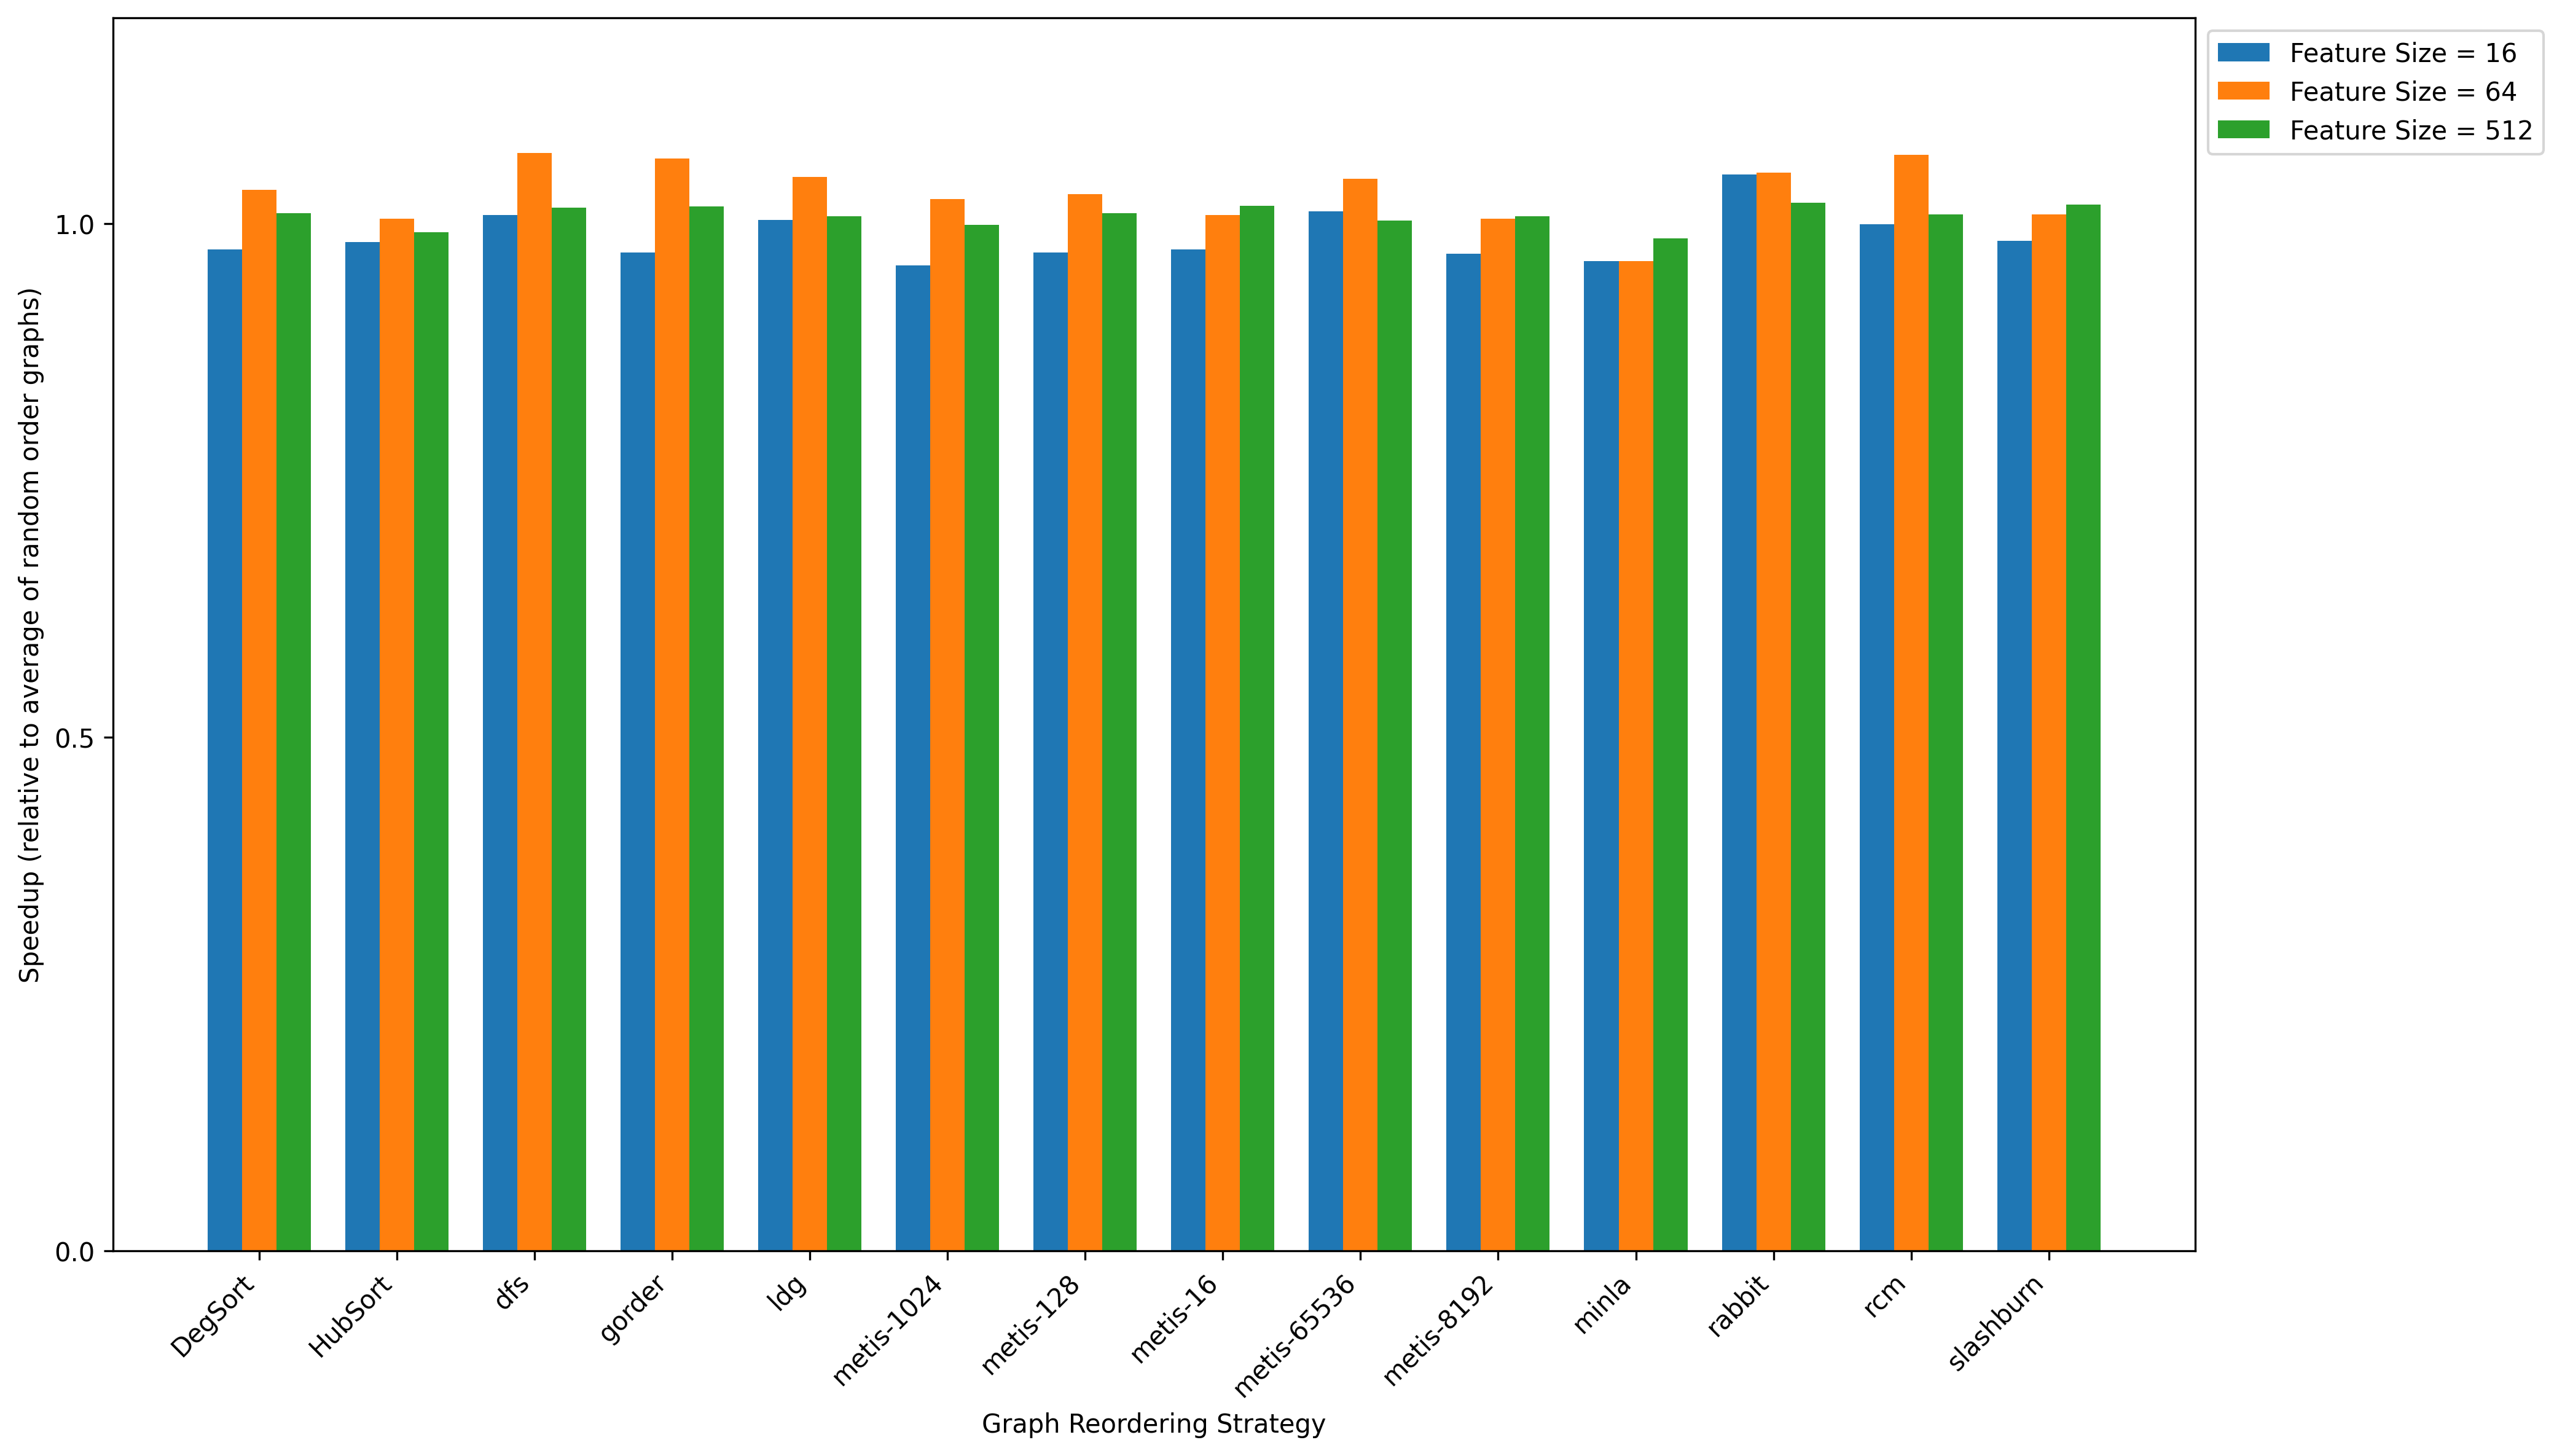 Feature Size = 16
Feature Size = 64
Feature Size = 512
Speedup (relative to average of random order graphs)
1.0
0.5
0.0
DegSort
HubSort
dfs
gorder
ldg
metis-1024
metis-128
metis-16
metis-65536
metis-8192
minla
rabbit
rcm
slashburn
Graph Reordering Strategy